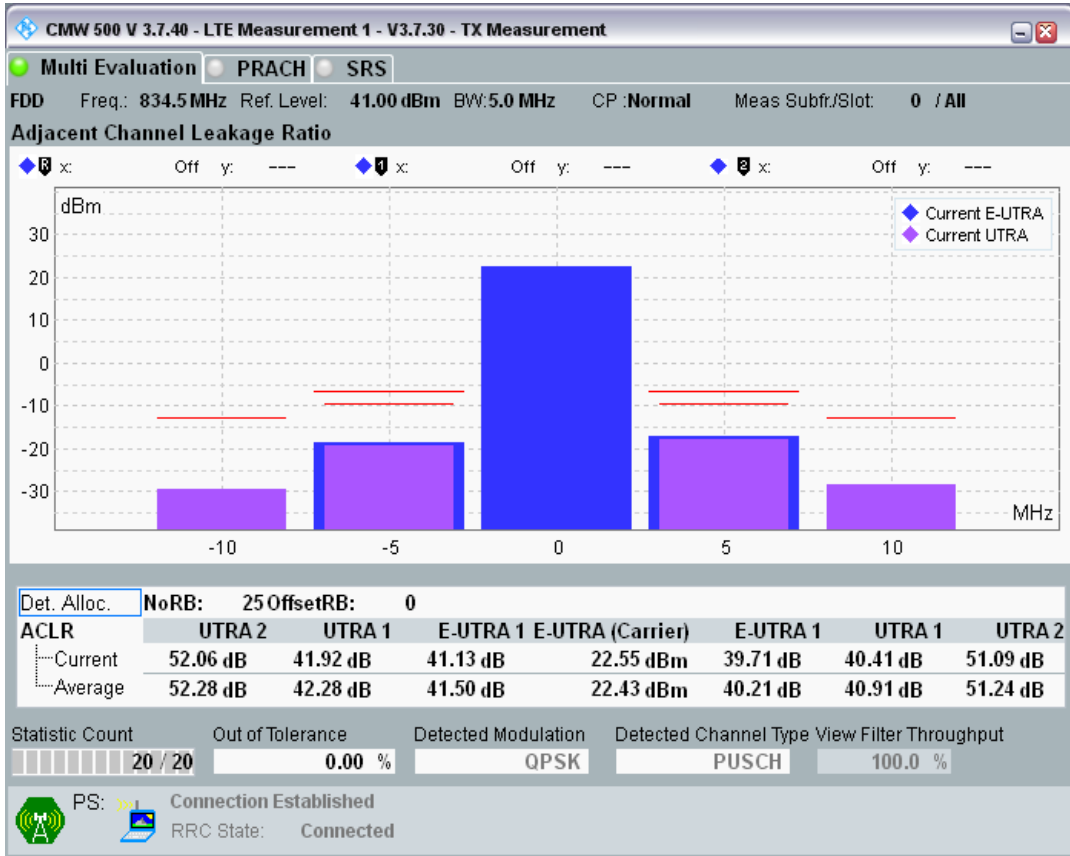 CMW 500 V 3.7.40 - LTE Measurement 1 - V3.7.30 - TX Measurement
Multi Evaluation PRACH SRS
FDD Freq.: 834.5 MHz Ref. Level: 41.00 dBm BW: 5.0 MHz CP :Normal Meas Subfr./Slot: 0 / All
Adjacent Channel Leakage Ratio
R x: Off y: --- 1 x: Off y: --- 2 x: Off y: ---
dBm
Current E-UTRA
Current UTRA
30
20
10
0
-10
-20
-30
MHz
-10 -5 0 5 10
Det. Alloc. NoRB: 25 OffsetRB: 0
ACLR UTRA 2 UTRA 1 E-UTRA 1 E-UTRA (Carrier) E-UTRA 1 UTRA 1 UTRA 2
Current 52.06 dB 41.92 dB 41.13 dB 22.55 dBm 39.71 dB 40.41 dB 51.09 dB
Average 52.28 dB 42.28 dB 41.50 dB 22.43 dBm 40.21 dB 40.91 dB 51.24 dB
Statistic Count Out of Tolerance Detected Modulation Detected Channel Type View Filter Throughput
20 / 20 0.00 % QPSK PUSCH 100.0 %
PS: Connection Established
RRC State: Connected